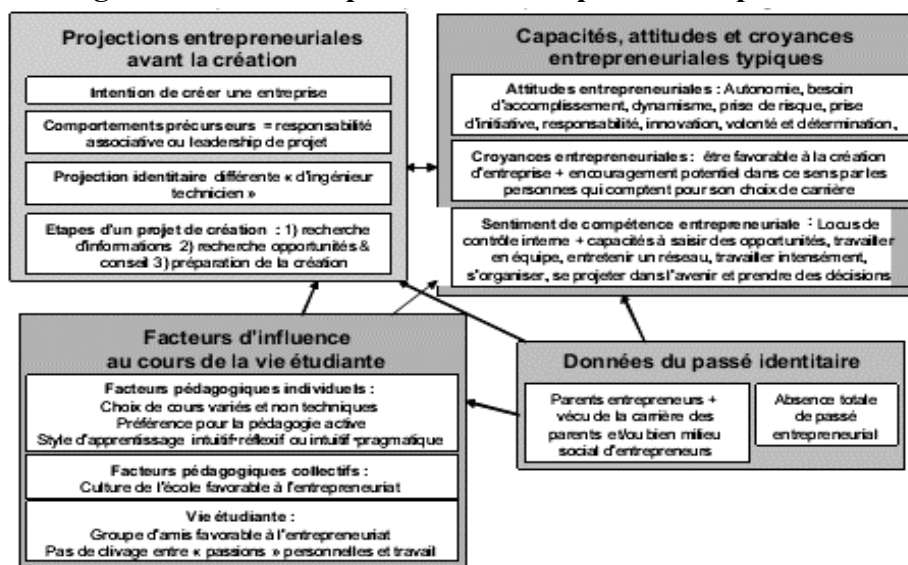 Projections entrepreneuriales
avant la création
Intention de créer une entreprise
Comportements précurseurs = responsabilité
associative ou leadership de projet
Projection identitaire différente « d'ingénieur
technicien »
Etapes d'un projet de création : 1) recherche
d'informations 2) recherche opportunités &
conseil 3) préparation de la création
Capacités, attitudes et croyances
entrepreneuriales typiques
Attitudes entrepreneuriales : Autonomie, besoin
d'accomplissement, dynamisme, prise de risque, prise
d'initiative, responsabilité, innovation, volonté et détermination,
Croyances entrepreneuriales : être favorable à la création
d'entreprise + encouragement potentiel dans ce sens par les
personnes qui comptent pour son choix de carrière
Sentiment de compétence entrepreneuriale : Locus de
contrôle interne + capacités à saisir des opportunités, travailler
en équipe, entretenir un réseau, travailler intensément,
s'organiser, se projeter dans l'avenir et prendre des décisions
Facteurs d'influence
au cours de la vie étudiante
Facteurs pédagogiques individuels :
Choix de cours variés et non techniques
Préférence pour la pédagogie active
Style d'apprentissage intuitif-réflexif ou intuitif-pragmatique
Facteurs pédagogiques collectifs :
Culture de l'école favorable à l'entrepreneuriat
Vie étudiante :
Groupe d'amis favorable à l'entrepreneuriat
Pas de clivage entre « passions » personnelles et travail
Données du passé identitaire
Parents entrepreneurs +
vécu de la carrière des
parents et/ou bien milieu
social d'entrepreneurs
Absence totale
de passé
entrepreneurial